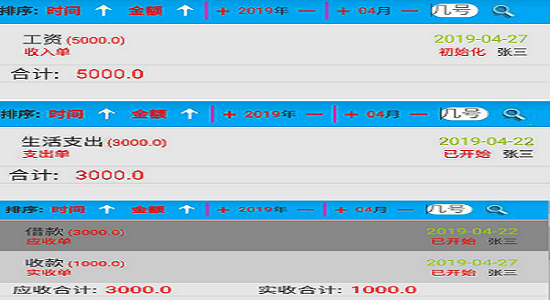 排序: 时间 ↑ 金额 ↑ + 2019年 — + 04月 — 几号
工资(5000.0) 2019-04-27
收入单 初始化 张三
合计: 5000.0
排序: 时间 ↑ 金额 ↑ + 2019年 — + 04月 — 几号
生活支出(3000.0) 2019-04-22
支出单 已开始 张三
合计: 3000.0
排序: 时间 ↑ 金额 ↑ + 2019年 — + 04月 — 几号
借款(3000.0) 2019-04-22
应收单 已开始 张三
收款(1000.0) 2019-04-27
实收单 已开始 张三
应收合计: 3000.0 实收合计: 1000.0